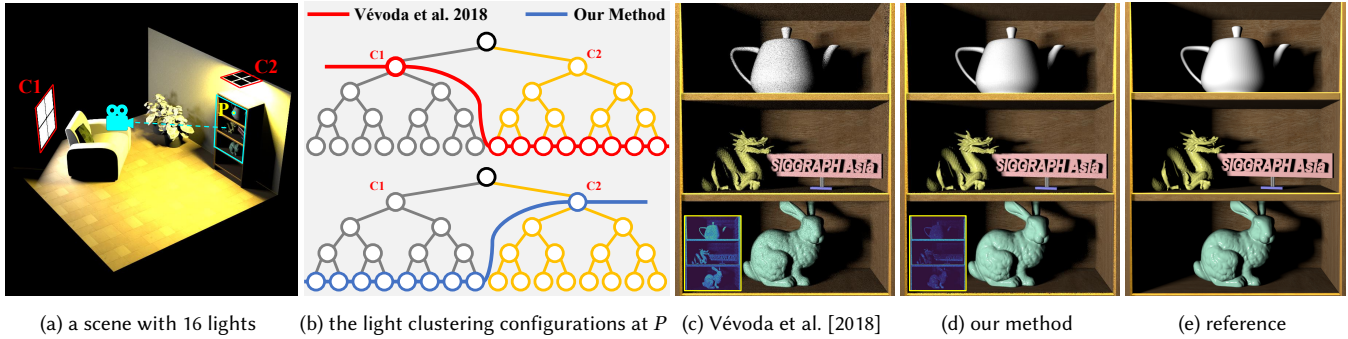 C1
C2
P
Vévoda et al. 2018
Our Method
C1
C2
C1
C2
SIGGRAPH Asia
SIGGRAPH Asia
SIGGRAPH Asia
(a) a scene with 16 lights
(b) the light clustering configurations at P
(c) Vévoda et al. [2018]
(d) our method
(e) reference